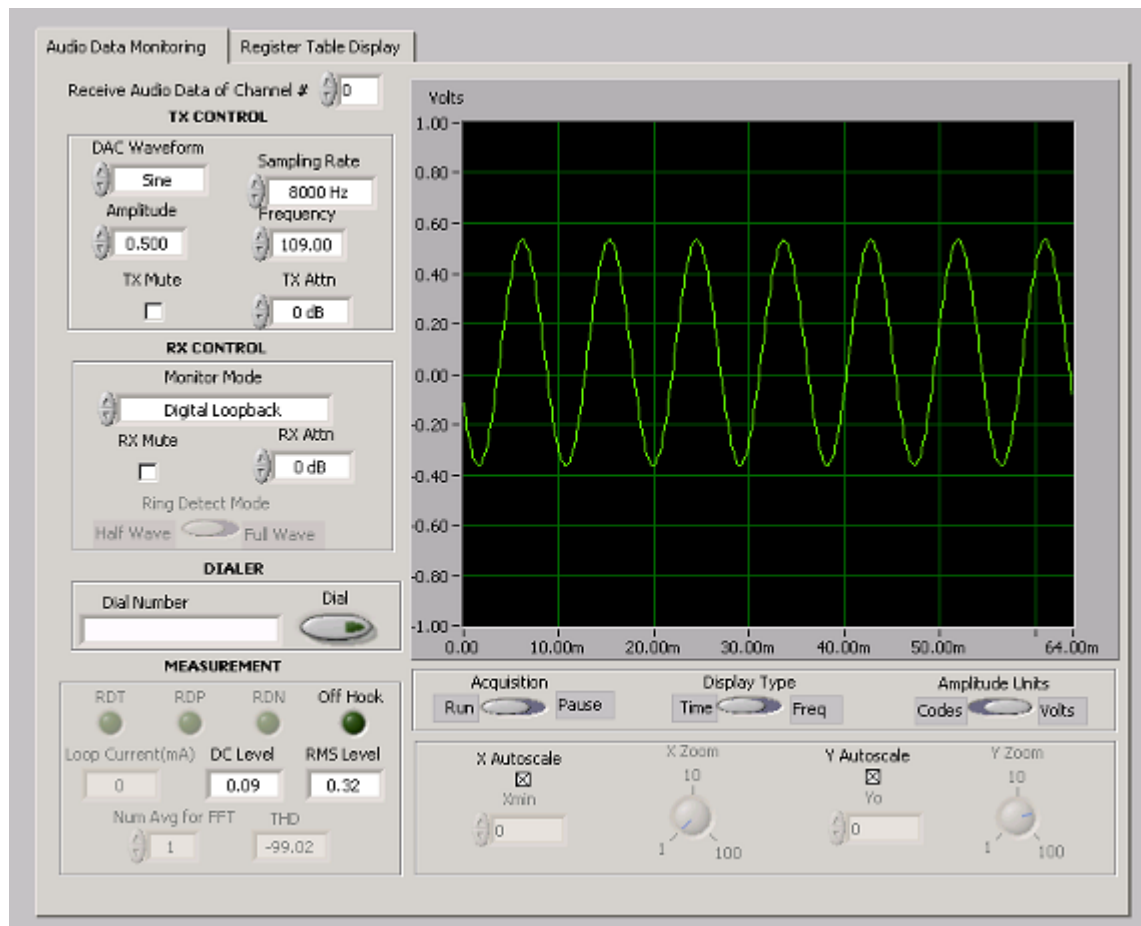 Audio Data Monitoring
Register Table Display
Receive Audio Data of Channel # 0
TX CONTROL
DAC Waveform
Sine
Sampling Rate
8000 Hz
Amplitude
0.500
Frequency
109.00
TX Mute
TX Attn
0 dB
RX CONTROL
Monitor Mode
Digital Loopback
RX Mute
RX Attn
0 dB
Ring Detect Mode
Half Wave
Full Wave
DIALER
Dial Number
Dial
MEASUREMENT
RDT
RDP
RDN
Off Hook
Loop Current(mA)
0
DC Level
0.09
RMS Level
0.32
Num Avg for FFT
1
THD
-99.02
Volts
1.00
0.80
0.60
0.40
0.20
0.00
-0.20
-0.40
-0.60
-0.80
-1.00
0.00
10.00m
20.00m
30.00m
40.00m
50.00m
64.00m
Acquisition
Run
Pause
Display Type
Time
Freq
Amplitude Units
Codes
Volts
X Autoscale
Xmin
0
X Zoom
10
1
100
Y Autoscale
Yo
0
Y Zoom
10
1
100